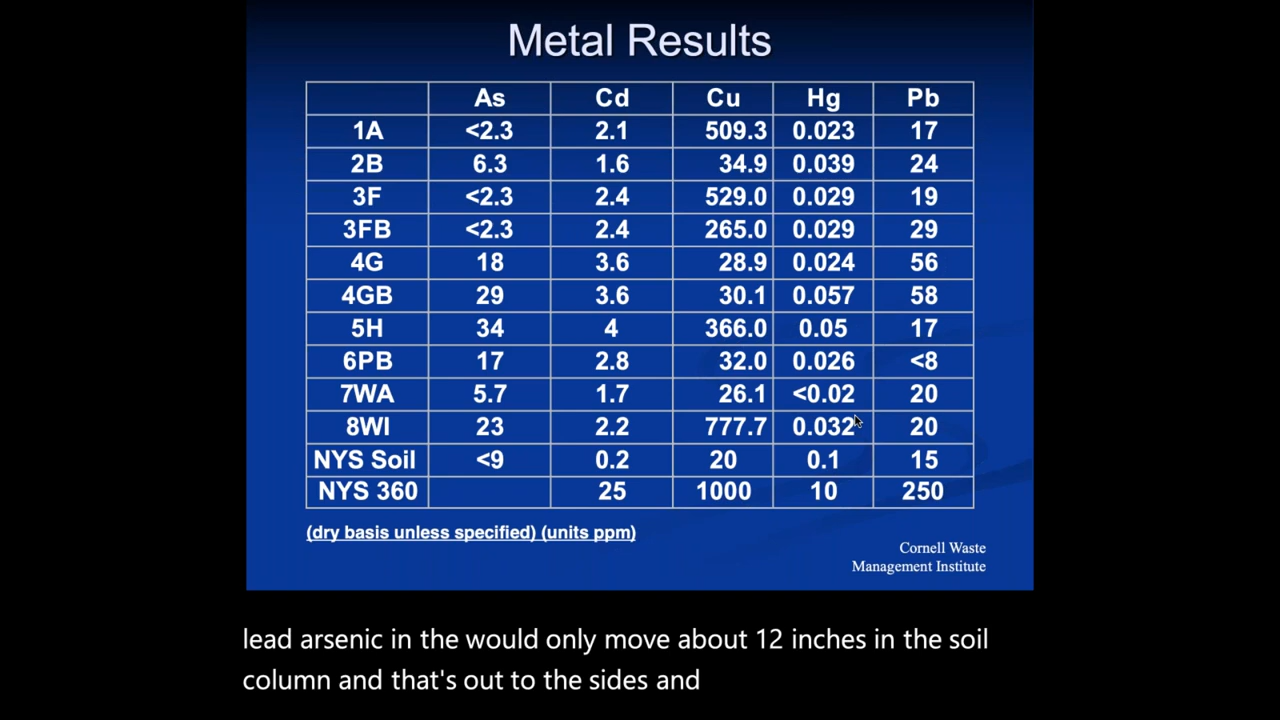 Metal Results
As Cd Cu Hg Pb
1A <2.3 2.1 509.3 0.023 17
2B 6.3 1.6 34.9 0.039 24
3F <2.3 2.4 529.0 0.029 19
3FB <2.3 2.4 265.0 0.029 29
4G 18 3.6 28.9 0.024 56
4GB 29 3.6 30.1 0.057 58
5H 34 4 366.0 0.05 17
6PB 17 2.8 32.0 0.026 <8
7WA 5.7 1.7 26.1 <0.02 20
8WI 23 2.2 777.7 0.032 20
NYS Soil <9 0.2 20 0.1 15
NYS 360 25 1000 10 250
(dry basis unless specified) (units ppm)
Cornell Waste
Management Institute
lead arsenic in the would only move about 12 inches in the soil
column and that's out to the sides and